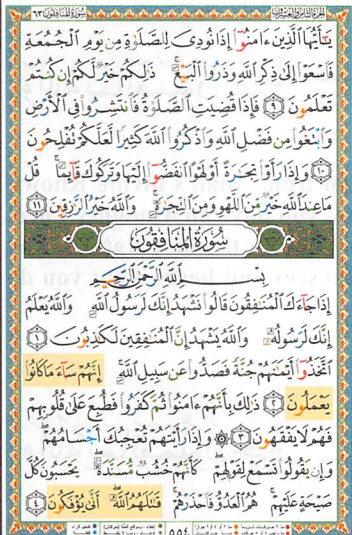 الجزء الثامن والعشرون سورة المنافقون ٦٣
يَٰٓأَيُّهَا ٱلَّذِينَ ءَامَنُوٓاْ إِذَا نُودِيَ لِلصَّلَوٰةِ مِن يَوْمِ ٱلْجُمُعَةِ
فَٱسْعَوْاْ إِلَىٰ ذِكْرِ ٱللَّهِ وَذَرُواْ ٱلْبَيْعَ ۚ ذَٰلِكُمْ خَيْرٌ لَّكُمْ إِن كُنتُمْ
تَعْلَمُونَ ٩ فَإِذَا قُضِيَتِ ٱلصَّلَوٰةُ فَٱنتَشِرُواْ فِي ٱلْأَرْضِ
وَٱبْتَغُواْ مِن فَضْلِ ٱللَّهِ وَٱذْكُرُواْ ٱللَّهَ كَثِيرًا لَّعَلَّكُمْ تُفْلِحُونَ
١٠ وَإِذَا رَأَوْاْ تِجَٰرَةً أَوْ لَهْوًا ٱنفَضُّوٓاْ إِلَيْهَا وَتَرَكُوكَ قَآئِمًا ۚ قُلْ
مَا عِندَ ٱللَّهِ خَيْرٌ مِّنَ ٱللَّهْوِ وَمِنَ ٱلتِّجَٰرَةِ ۚ وَٱللَّهُ خَيْرُ ٱلرَّٰزِقِينَ ١١
سُورَةُ المُنَافِقُونَ
بِسْمِ ٱللَّهِ ٱلرَّحْمَٰنِ ٱلرَّحِيمِ
إِذَا جَآءَكَ ٱلْمُنَٰفِقُونَ قَالُواْ نَشْهَدُ إِنَّكَ لَرَسُولُ ٱللَّهِ ۗ وَٱللَّهُ يَعْلَمُ
إِنَّكَ لَرَسُولُهُۥ وَٱللَّهُ يَشْهَدُ إِنَّ ٱلْمُنَٰفِقِينَ لَكَٰذِبُونَ ١
ٱتَّخَذُوٓاْ أَيْمَٰنَهُمْ جُنَّةً فَصَدُّواْ عَن سَبِيلِ ٱللَّهِ ۚ إِنَّهُمْ سَآءَ مَا كَانُواْ
يَعْمَلُونَ ٢ ذَٰلِكَ بِأَنَّهُمْ ءَامَنُواْ ثُمَّ كَفَرُواْ فَطُبِعَ عَلَىٰ قُلُوبِهِمْ
فَهُمْ لَا يَفْقَهُونَ ٣ ۞ وَإِذَا رَأَيْتَهُمْ تُعْجِبُكَ أَجْسَامُهُمْ ۖ
وَإِن يَقُولُواْ تَسْمَعْ لِقَوْلِهِمْ ۖ كَأَنَّهُمْ خُشُبٌ مُّسَنَّدَةٌ ۖ يَحْسَبُونَ كُلَّ
صَيْحَةٍ عَلَيْهِمْ ۚ هُمُ ٱلْعَدُوُّ فَٱحْذَرْهُمْ ۚ قَٰتَلَهُمُ ٱللَّهُ ۖ أَنَّىٰ يُؤْفَكُونَ ٤
٥٥٤